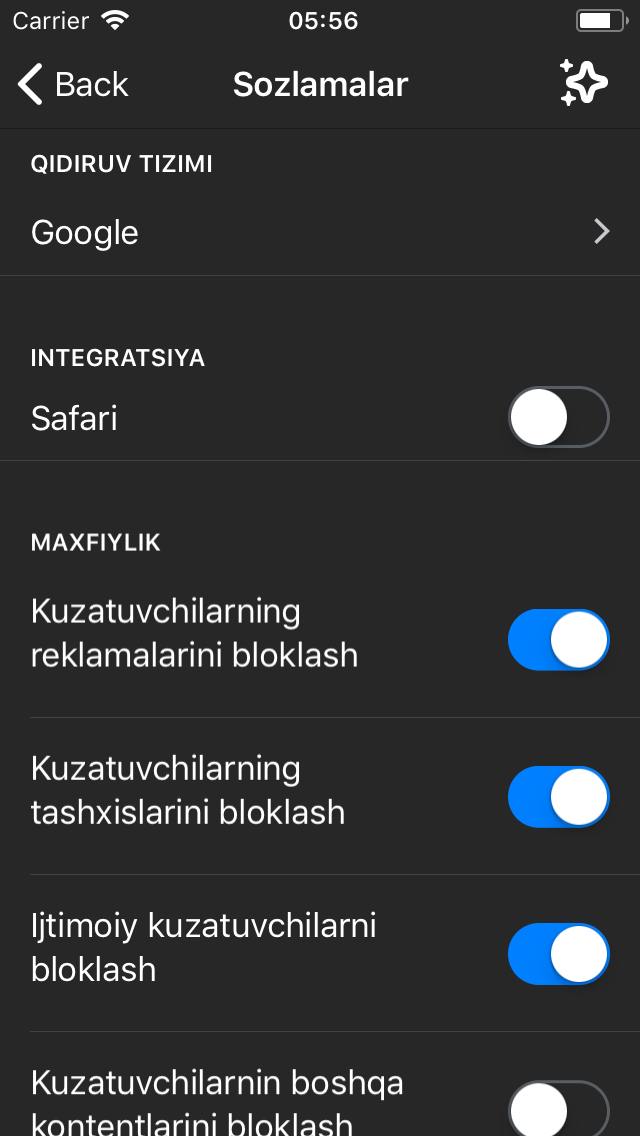 Carrier 05:56
Back Sozlamalar
QIDIRUV TIZIMI
Google
INTEGRATSIYA
Safari
MAXFIYLIK
Kuzatuvchilarning
reklamalarini bloklash
Kuzatuvchilarning
tashxislarini bloklash
Ijtimoiy kuzatuvchilarni
bloklash
Kuzatuvchilarnin boshqa
kontentlarini bloklash